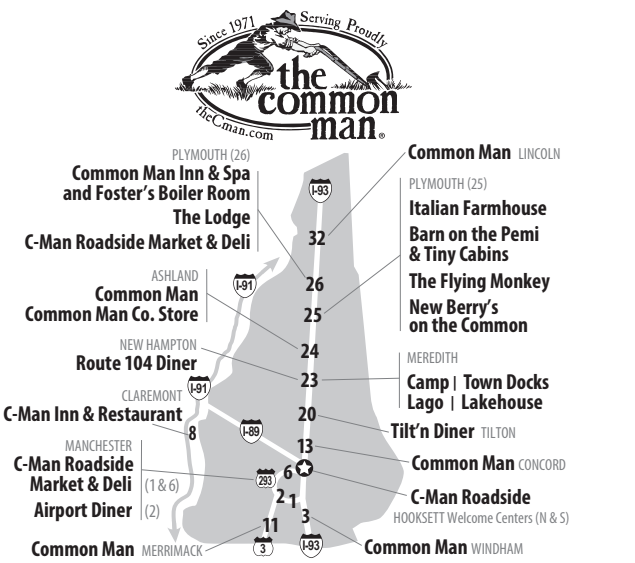 Since 1971 Serving Proudly
the
common
man®
theCman.com
PLYMOUTH (26)
Common Man Inn & Spa
and Foster's Boiler Room
The Lodge
C-Man Roadside Market & Deli
ASHLAND
Common Man
Common Man Co. Store
NEW HAMPTON
Route 104 Diner
CLAREMONT
C-Man Inn & Restaurant
MANCHESTER
C-Man Roadside
Market & Deli (1 & 6)
Airport Diner (2)
Common Man MERRIMACK
I-93
32
26
25
24
23
20
13
6
2 1
3
11
I-91
I-91
8
I-89
293
3
I-93
Common Man LINCOLN
PLYMOUTH (25)
Italian Farmhouse
Barn on the Pemi
& Tiny Cabins
The Flying Monkey
New Berry's
on the Common
MEREDITH
Camp | Town Docks
Lago | Lakehouse
Tilt'n Diner TILTON
Common Man CONCORD
C-Man Roadside
HOOKSETT Welcome Centers (N & S)
Common Man WINDHAM